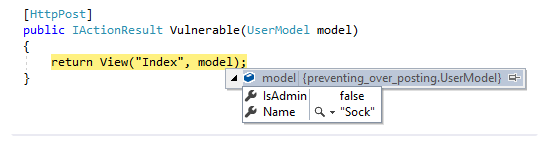 [HttpPost]
public IActionResult Vulnerable(UserModel model)
{
return View("Index", model);
model {preventing_over_posting.UserModel}
}
IsAdmin false
Name "Sock"